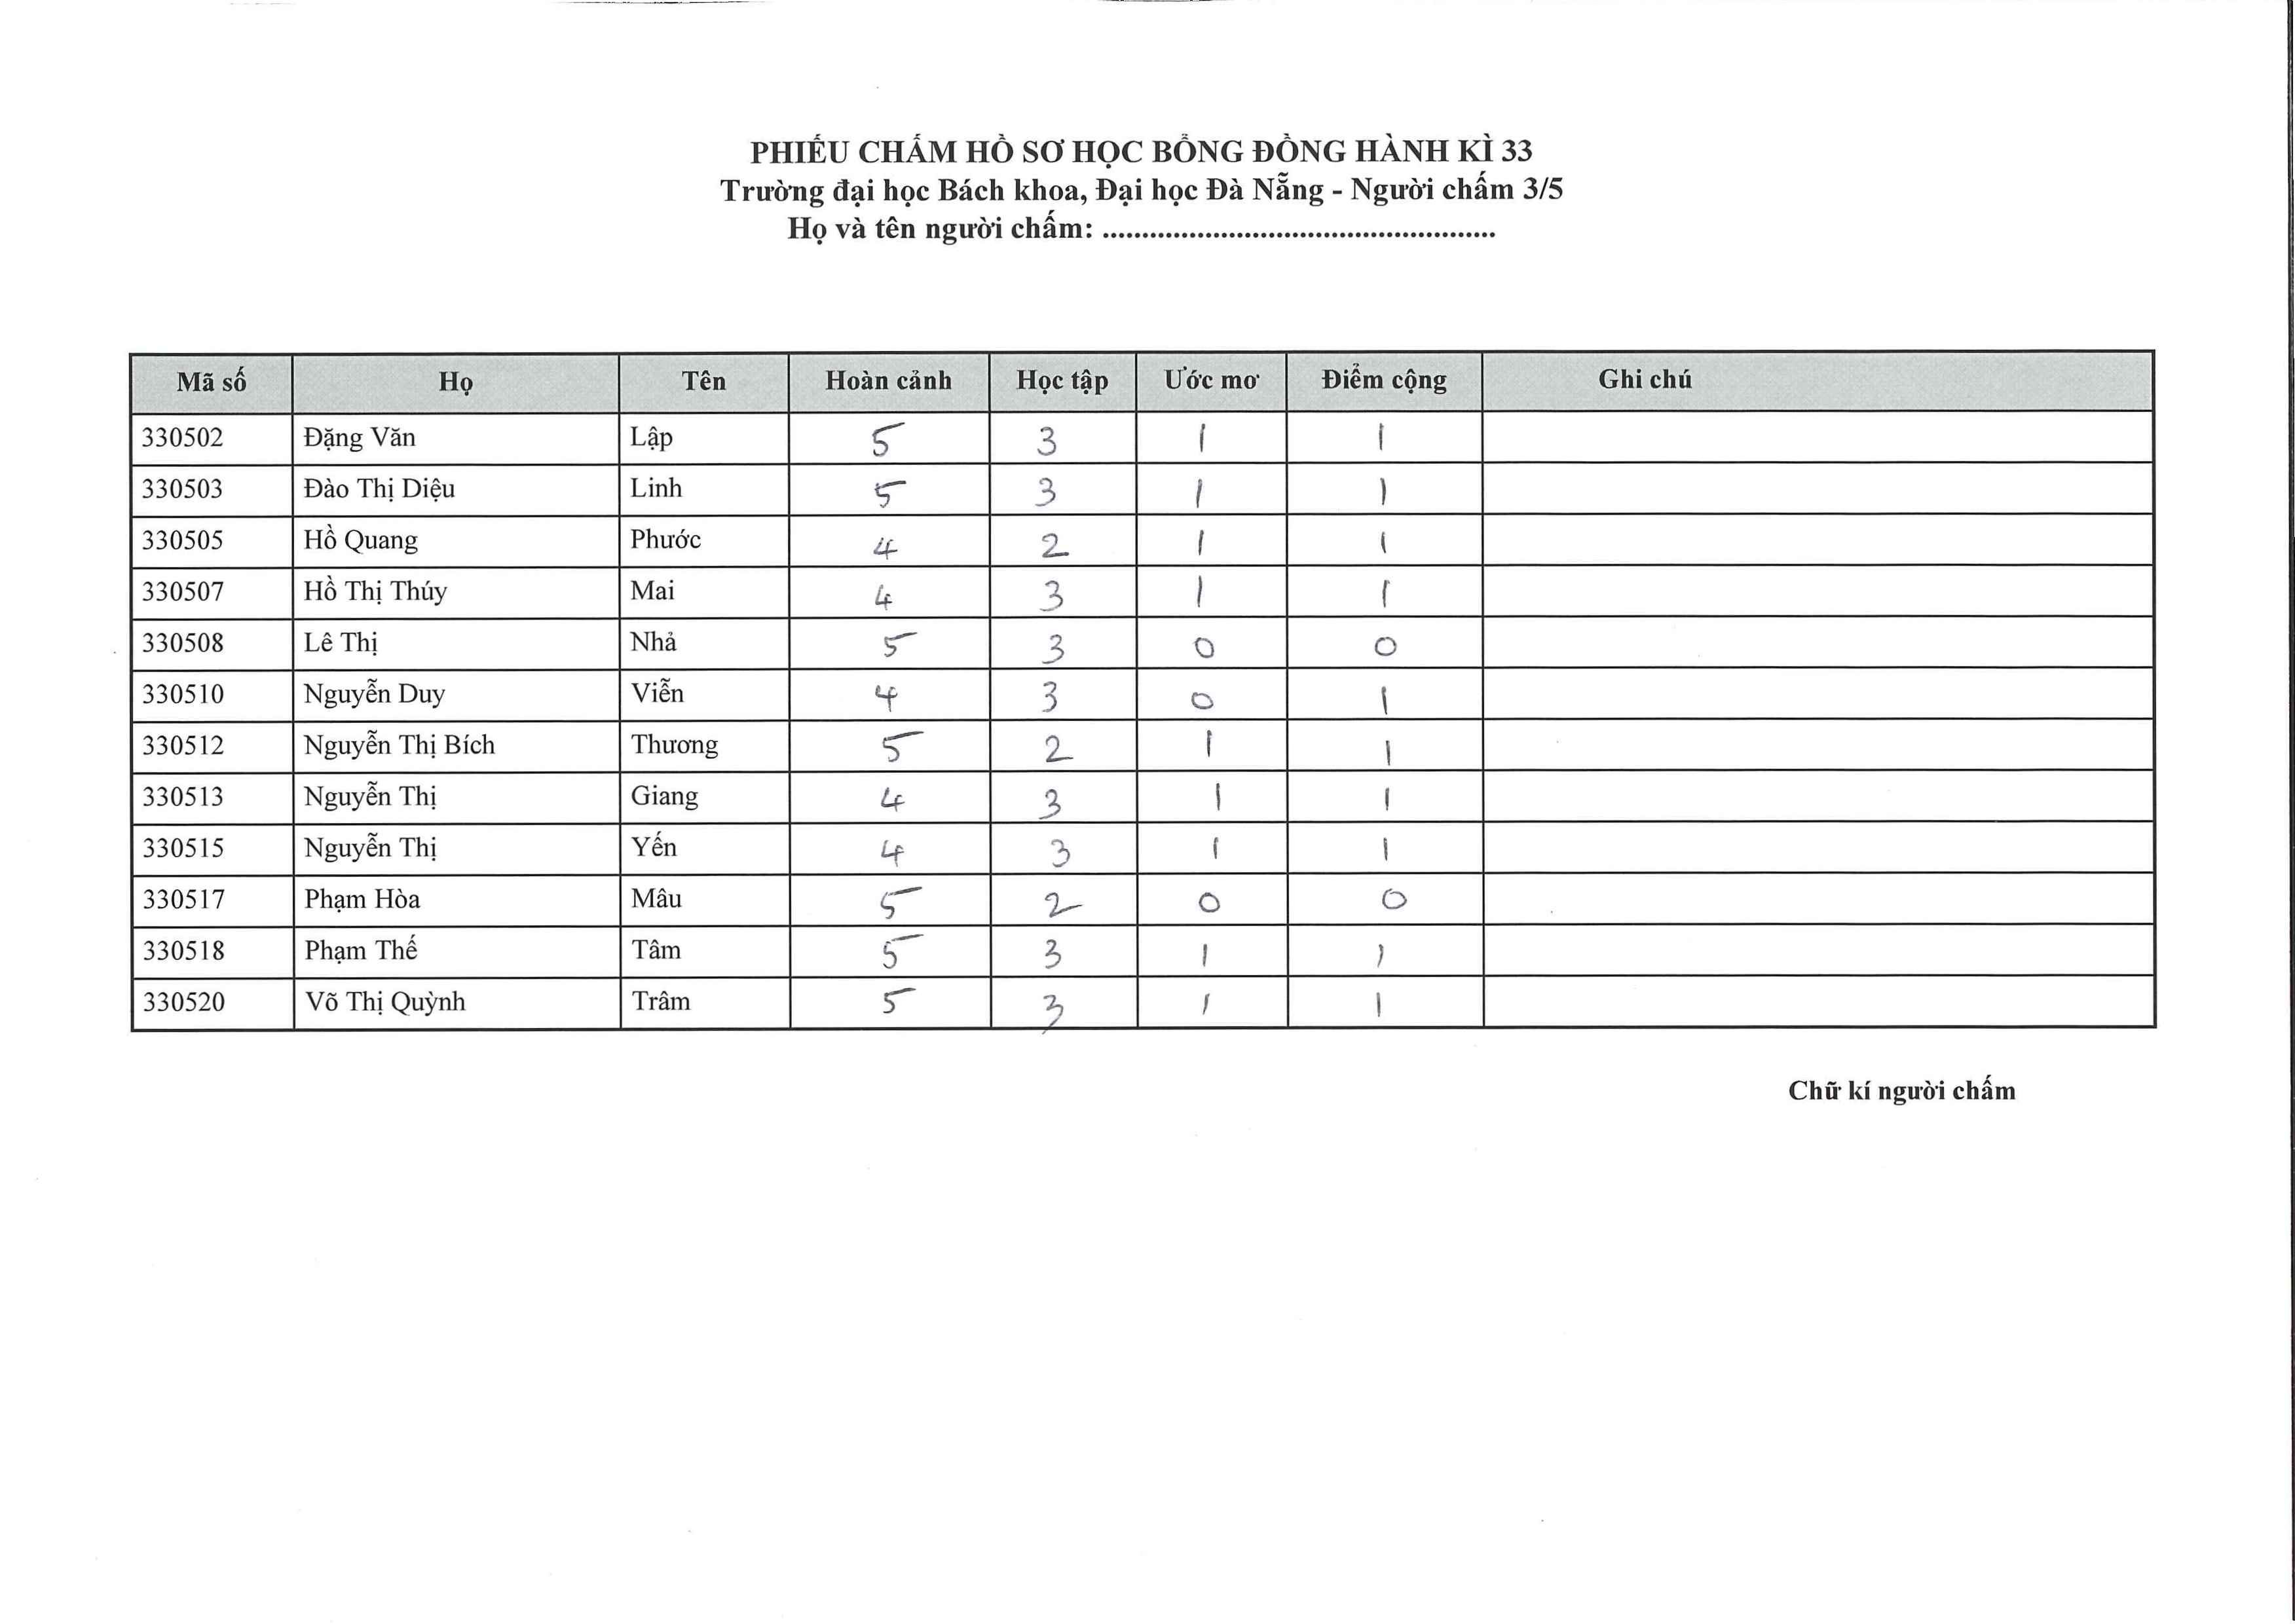 PHIẾU CHẤM HỒ SƠ HỌC BỔNG ĐỒNG HÀNH KÌ 33
Trường đại học Bách khoa, Đại học Đà Nẵng - Người chấm 3/5
Họ và tên người chấm: ..................................................
Mã số Họ Tên Hoàn cảnh Học tập Ước mơ Điểm cộng Ghi chú
330502 Đặng Văn Lập 5 3 1 1
330503 Đào Thị Diệu Linh 5 3 1 1
330505 Hồ Quang Phước 4 2 1 1
330507 Hồ Thị Thúy Mai 4 3 1 1
330508 Lê Thị Nhả 5 3 0 0
330510 Nguyễn Duy Viễn 4 3 0 1
330512 Nguyễn Thị Bích Thương 5 2 1 1
330513 Nguyễn Thị Giang 4 3 1 1
330515 Nguyễn Thị Yến 4 3 1 1
330517 Phạm Hòa Mâu 5 2 0 0
330518 Phạm Thế Tâm 5 3 1 1
330520 Võ Thị Quỳnh Trâm 5 3 1 1
Chữ kí người chấm